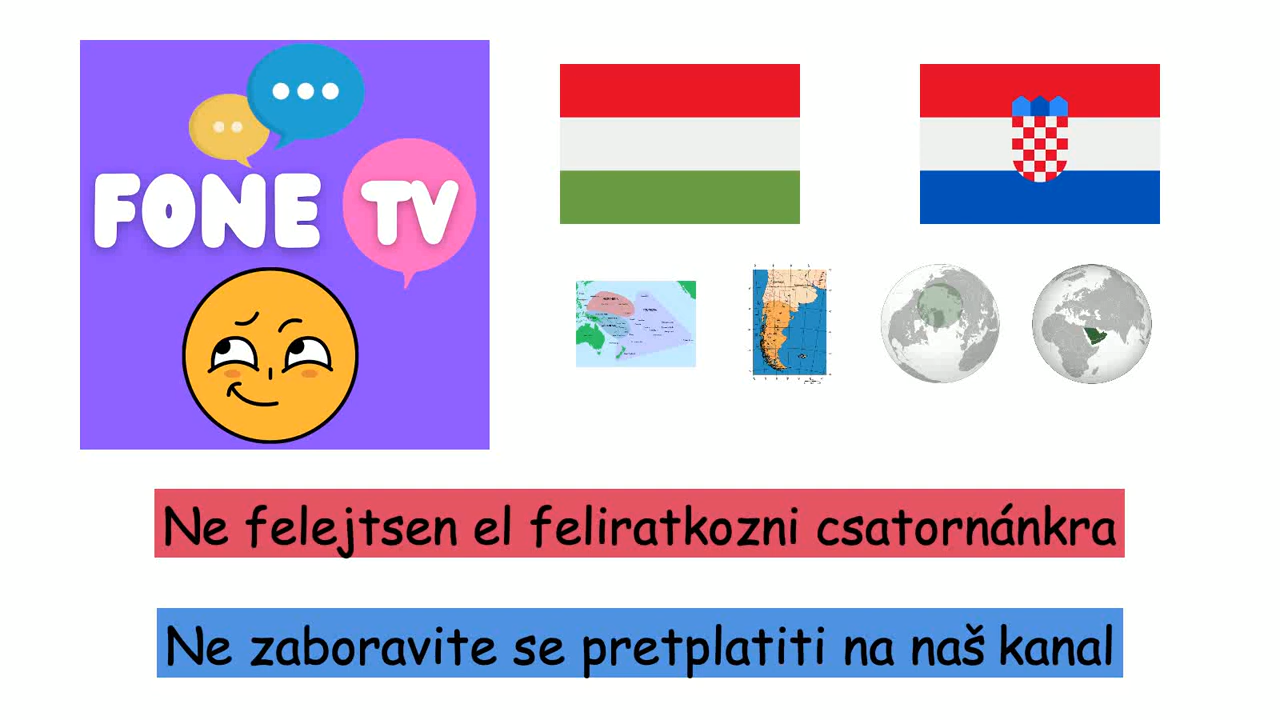 FONE TV
Ne felejtsen el feliratkozni csatornánkra
Ne zaboravite se pretplatiti na naš kanal